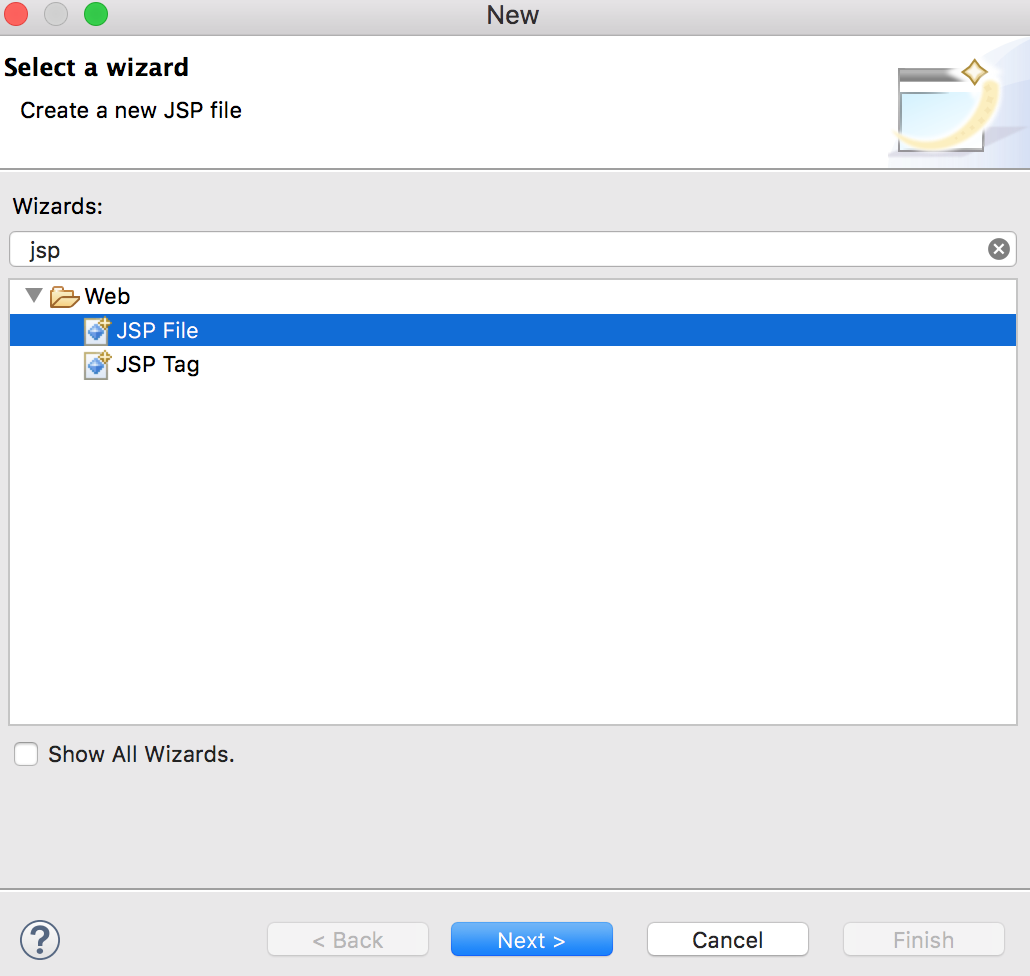 New
Select a wizard
Create a new JSP file
Wizards:
jsp
Web
JSP File
JSP Tag
Show All Wizards.
? < Back Next > Cancel Finish